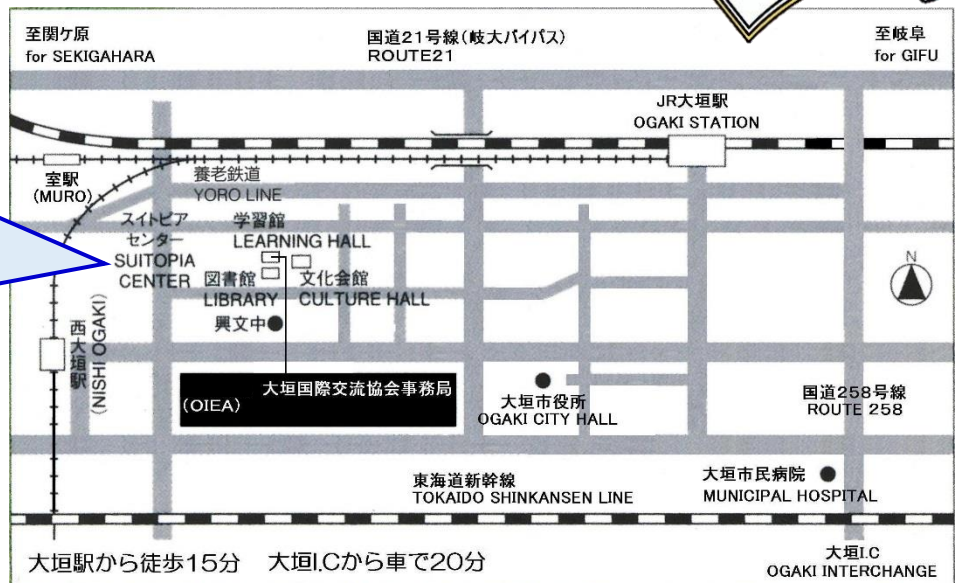 至関ケ原
for SEKIGAHARA
国道21号線(岐大バイパス)
ROUTE21
至岐阜
for GIFU
JR大垣駅
OGAKI STATION
室駅
(MURO)
養老鉄道
YORO LINE
スイトピア
センター
SUITOPIA
CENTER
学習館
LEARNING HALL
図書館
LIBRARY
文化会館
CULTURE HALL
興文中
N
西大垣駅
(NISHI OGAKI)
大垣国際交流協会事務局
(OIEA)
大垣市役所
OGAKI CITY HALL
国道258号線
ROUTE 258
東海道新幹線
TOKAIDO SHINKANSEN LINE
大垣市民病院
MUNICIPAL HOSPITAL
大垣駅から徒歩15分 大垣I.Cから車で20分
大垣I.C
OGAKI INTERCHANGE